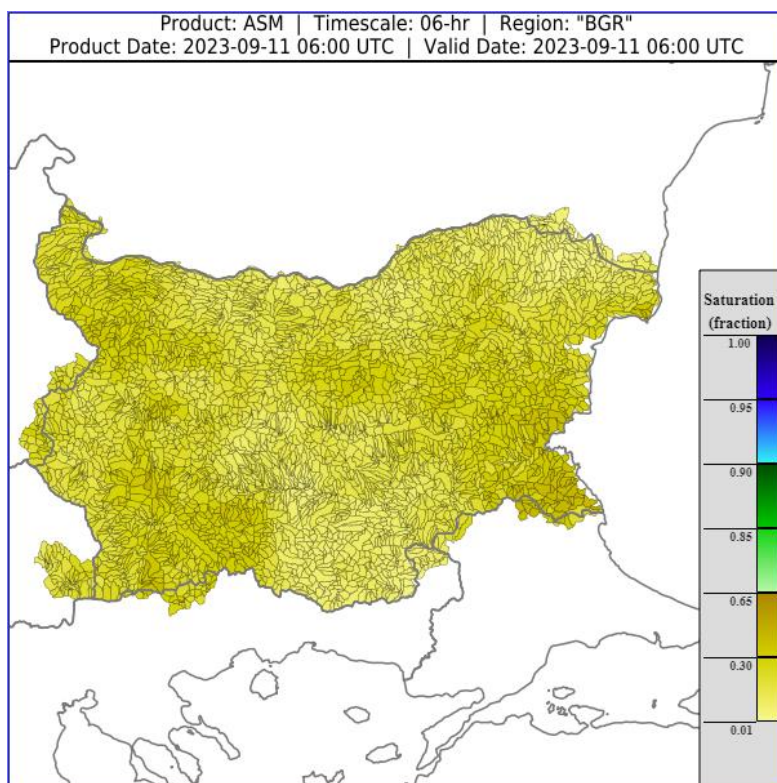 Product: ASM | Timescale: 06-hr | Region: "BGR"
Product Date: 2023-09-11 06:00 UTC | Valid Date: 2023-09-11 06:00 UTC
Saturation
(fraction)
1.00
0.95
0.90
0.85
0.65
0.30
0.01